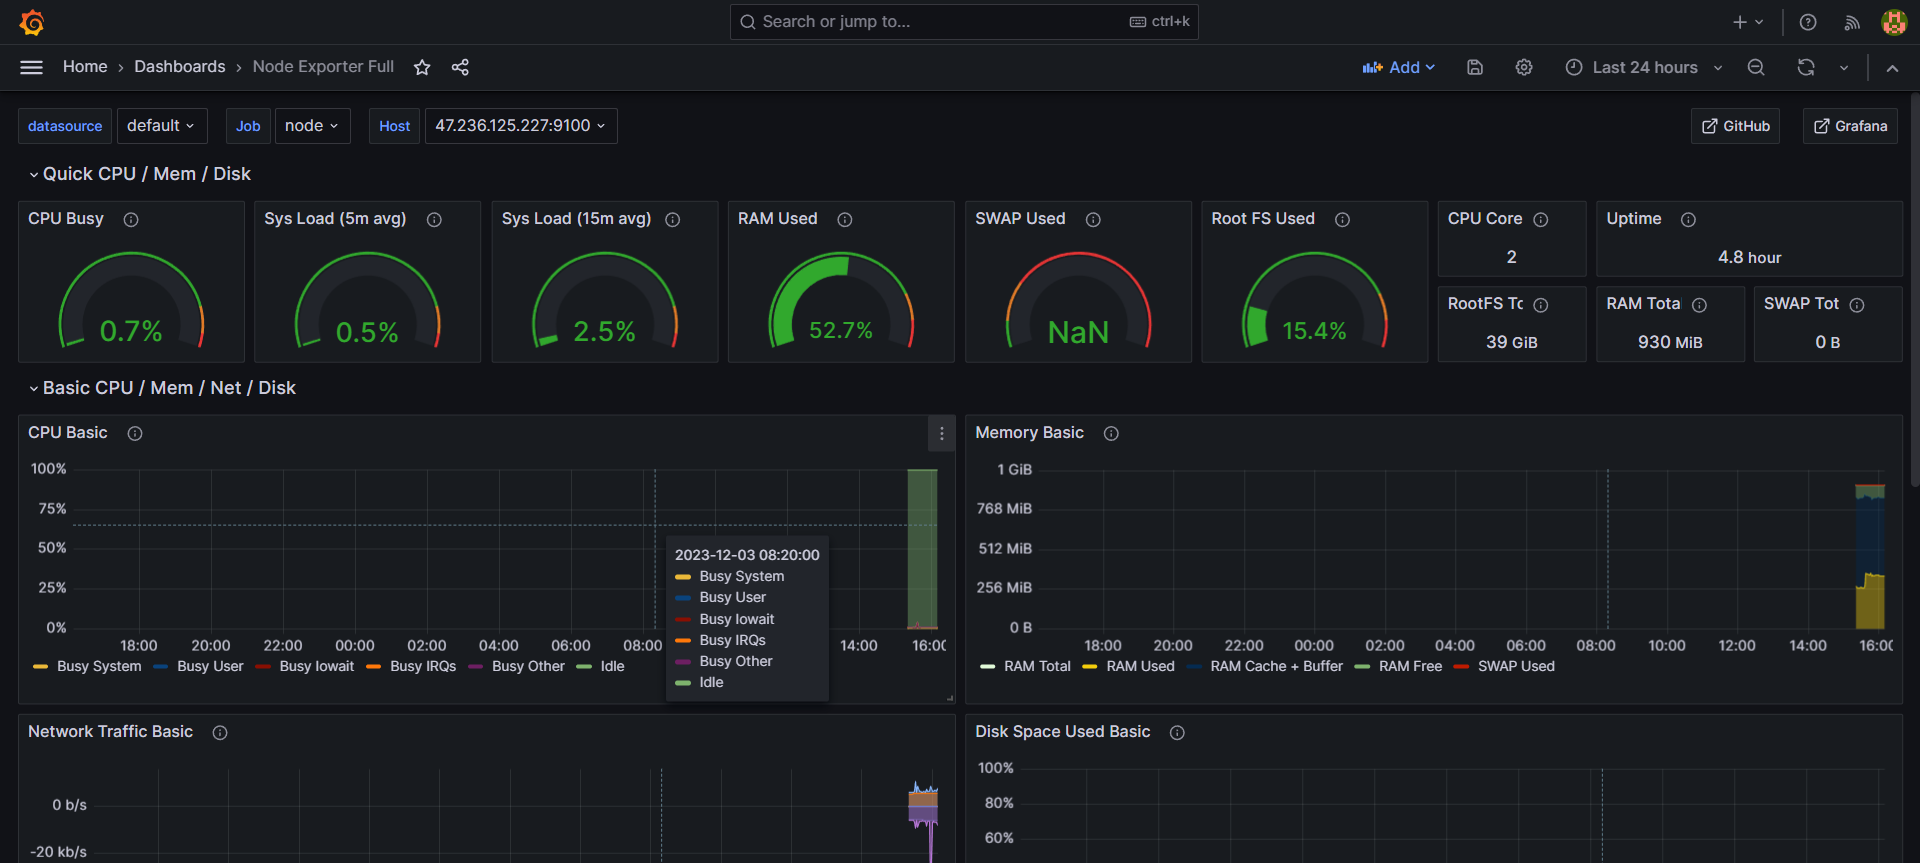 Search or jump to... ctrl+k
Home › Dashboards › Node Exporter Full
Add
Last 24 hours
datasource default Job node Host 47.236.125.227:9100
GitHub Grafana
Quick CPU / Mem / Disk
CPU Busy
0.7%
Sys Load (5m avg)
0.5%
Sys Load (15m avg)
2.5%
RAM Used
52.7%
SWAP Used
NaN
Root FS Used
15.4%
CPU Core
2
Uptime
4.8 hour
RootFS To
39 GiB
RAM Total
930 MiB
SWAP Tot
0 B
Basic CPU / Mem / Net / Disk
CPU Basic
100%
75%
50%
25%
0%
18:00 20:00 22:00 00:00 02:00 04:00 06:00 08:00 14:00 16:00
Busy System Busy User Busy Iowait Busy IRQs Busy Other Idle
2023-12-03 08:20:00
Busy System
Busy User
Busy Iowait
Busy IRQs
Busy Other
Idle
Memory Basic
1 GiB
768 MiB
512 MiB
256 MiB
0 B
18:00 20:00 22:00 00:00 02:00 04:00 06:00 08:00 10:00 12:00 14:00 16:00
RAM Total RAM Used RAM Cache + Buffer RAM Free SWAP Used
Network Traffic Basic
0 b/s
-20 kb/s
Disk Space Used Basic
100%
80%
60%